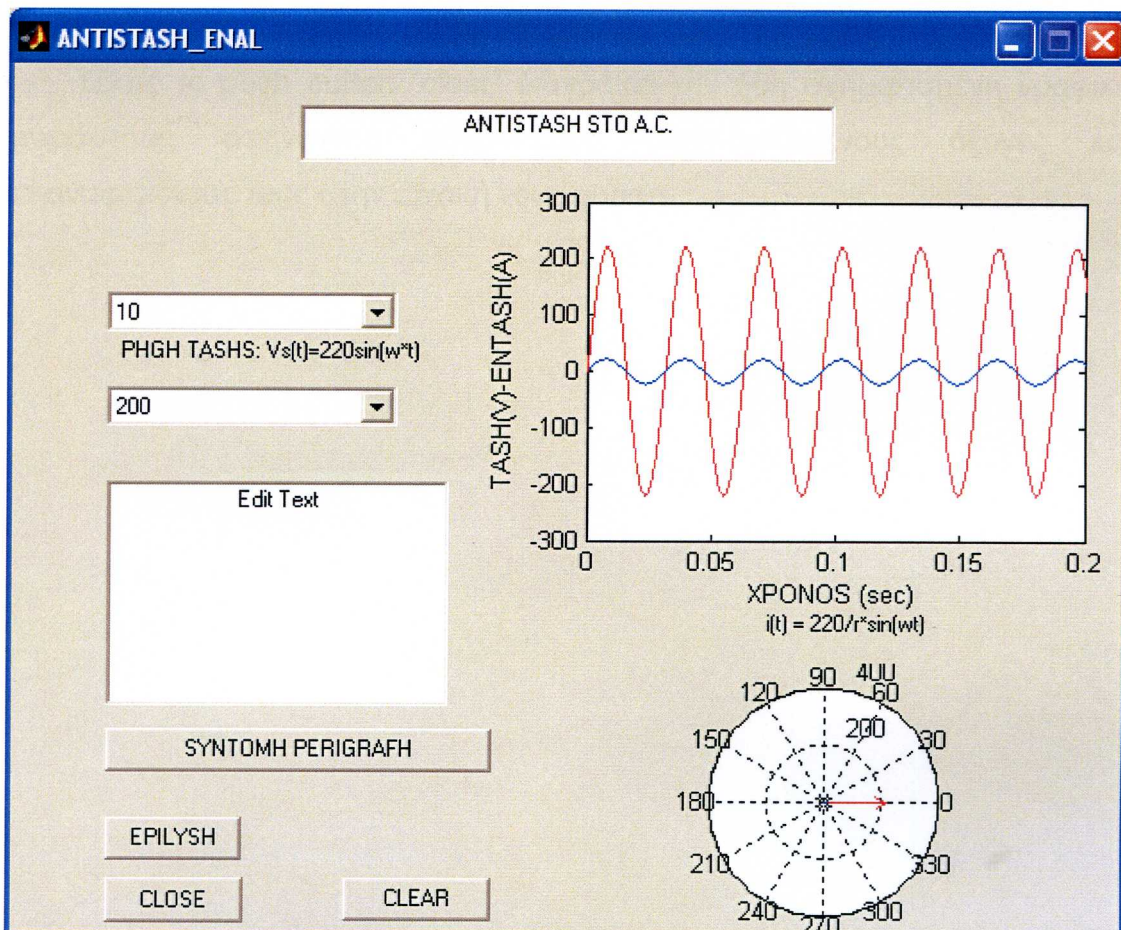 ANTISTASH_ENAL
ANTISTASH STO A.C.
10
PHGH TASHS: Vs(t)=220sin(w*t)
200
Edit Text
SYNTOMH PERIGRAFH
EPILYSH
CLOSE
CLEAR
TASH(V)-ENTASH(A)
300
200
100
0
-100
-200
-300
0
0.05
0.1
0.15
0.2
XPONOS (sec)
i(t) = 220/r*sin(wt)
90
400
120
60
200
150
30
180
0
210
330
240
300
270